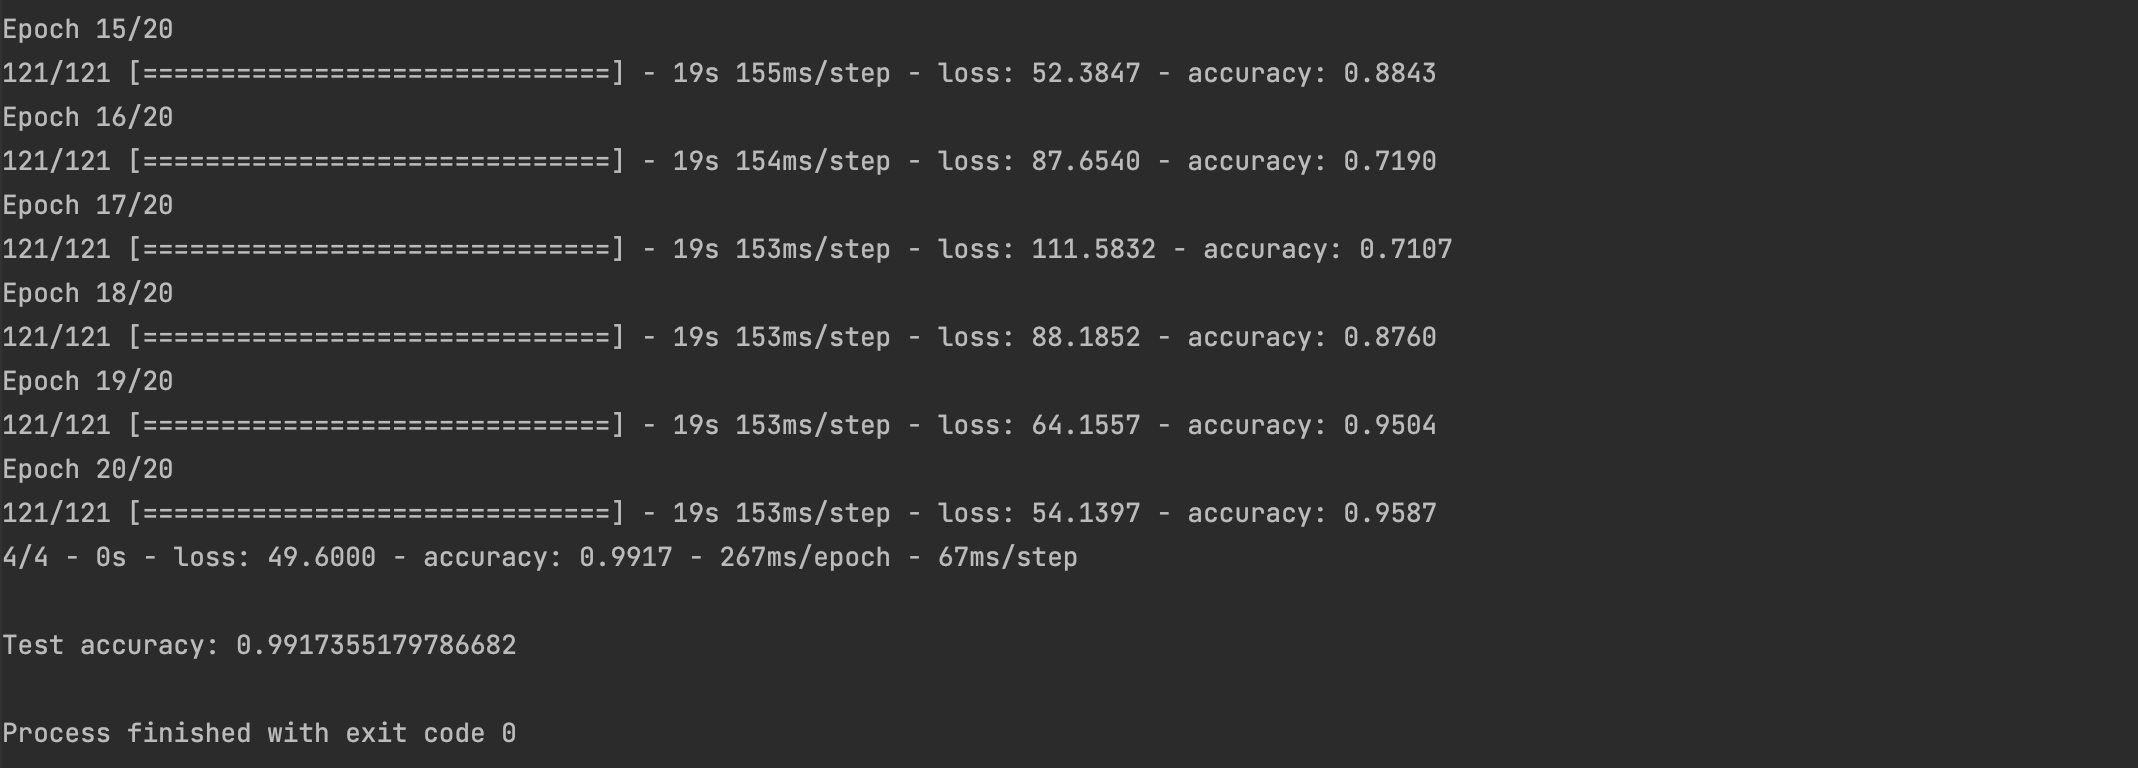 Epoch 15/20
121/121 [==============================] - 19s 155ms/step - loss: 52.3847 - accuracy: 0.8843
Epoch 16/20
121/121 [==============================] - 19s 154ms/step - loss: 87.6540 - accuracy: 0.7190
Epoch 17/20
121/121 [==============================] - 19s 153ms/step - loss: 111.5832 - accuracy: 0.7107
Epoch 18/20
121/121 [==============================] - 19s 153ms/step - loss: 88.1852 - accuracy: 0.8760
Epoch 19/20
121/121 [==============================] - 19s 153ms/step - loss: 64.1557 - accuracy: 0.9504
Epoch 20/20
121/121 [==============================] - 19s 153ms/step - loss: 54.1397 - accuracy: 0.9587
4/4 - 0s - loss: 49.6000 - accuracy: 0.9917 - 267ms/epoch - 67ms/step
Test accuracy: 0.9917355179786682
Process finished with exit code 0